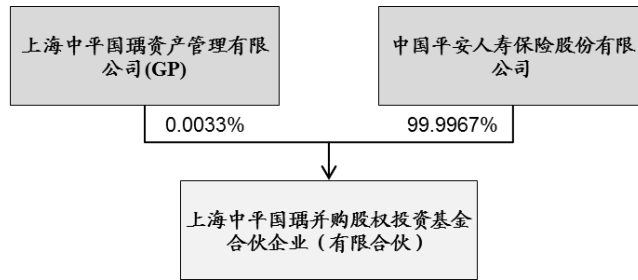 上海中平国瑀资产管理有限
公司(GP)
中国平安人寿保险股份有限
公司
0.0033%
99.9967%
上海中平国瑀并购股权投资基金
合伙企业（有限合伙）